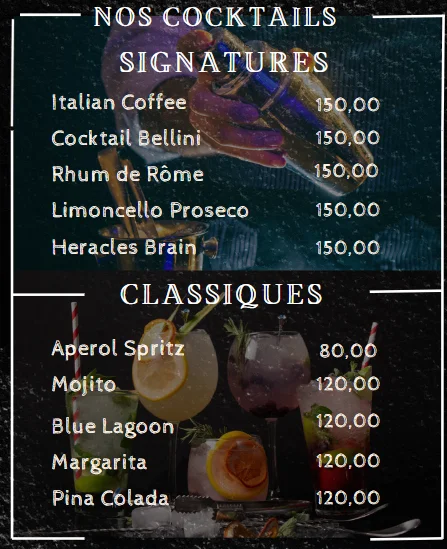 NOS COCKTAILS
SIGNATURES
Italian Coffee 150,00
Cocktail Bellini 150,00
Rhum de Rôme 150,00
Limoncello Proseco 150,00
Heracles Brain 150,00
CLASSIQUES
Aperol Spritz 80,00
Mojito 120,00
Blue Lagoon 120,00
Margarita 120,00
Pina Colada 120,00